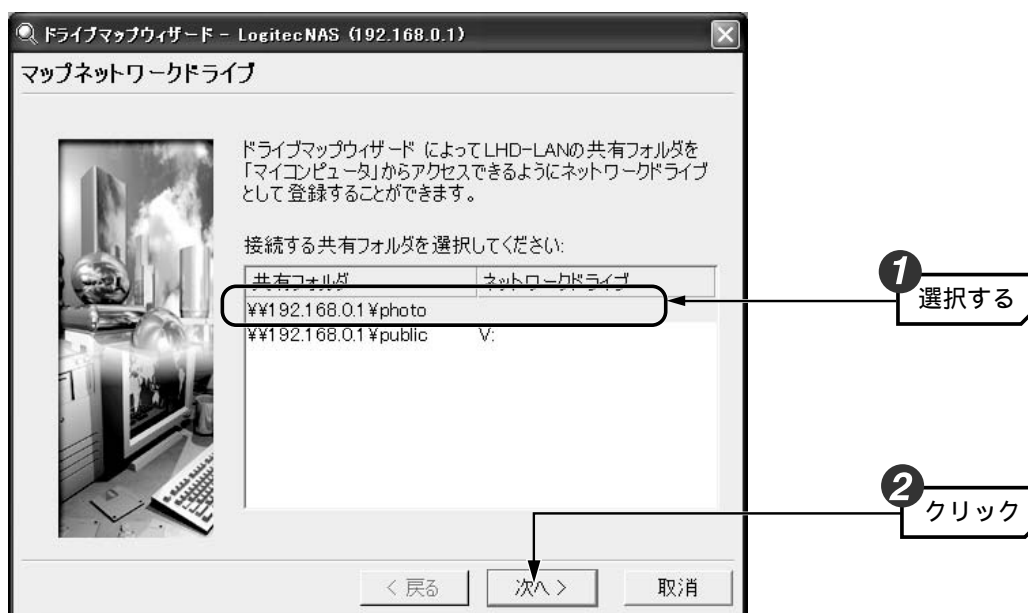 ドライブマップウィザード - LogitecNAS (192.168.0.1)
マップネットワークドライブ
ドライブマップウィザード によってLHD-LANの共有フォルダを
「マイコンピュータ」からアクセスできるようにネットワークドライブ
として登録することができます。
接続する共有フォルダを選択してください:
共有フォルダ ネットワークドライブ
¥¥192.168.0.1¥photo
¥¥192.168.0.1¥public V:
1
選択する
2
クリック
< 戻る 次へ > 取消